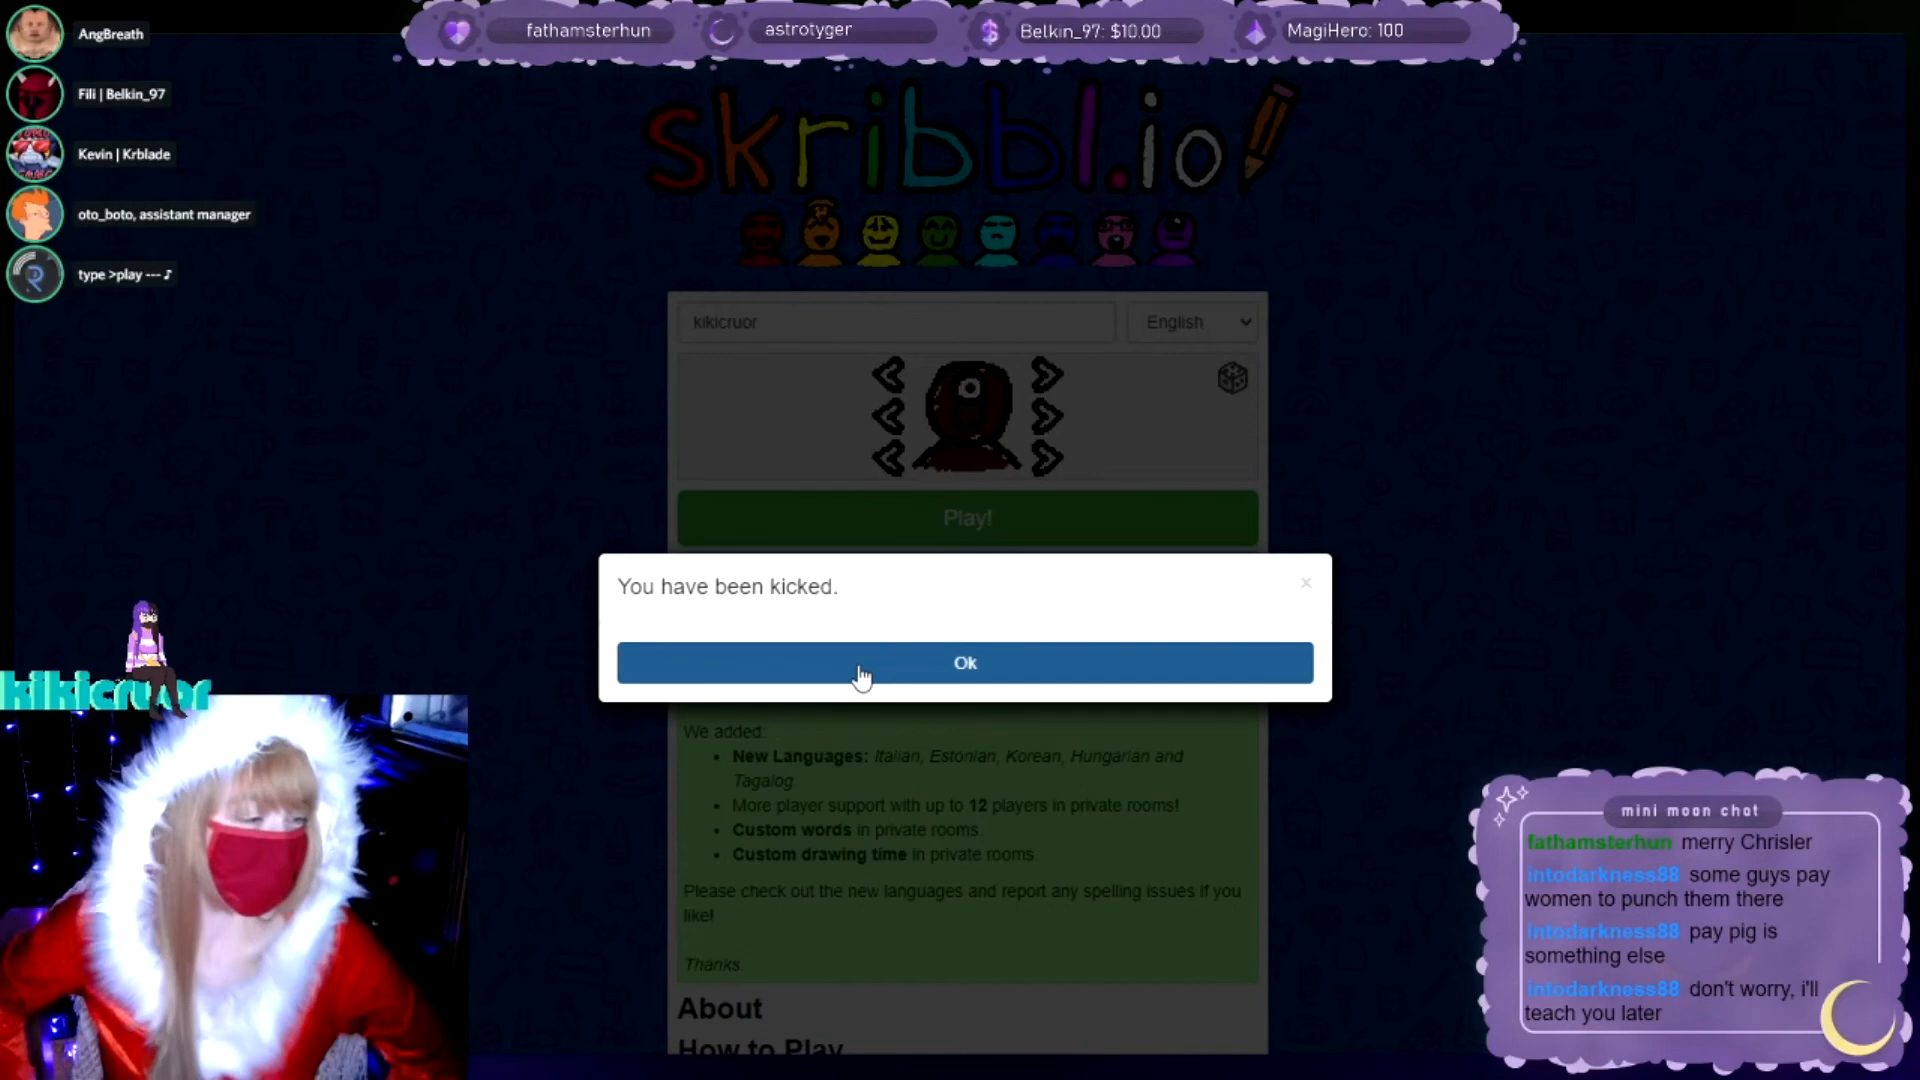 fathamsterhun
astrotyger
Belkin_97: $10.00
MagiHero: 100
AngBreath
Fili | Belkin_97
Kevin | Krblade
oto_boto, assistant manager
type >play --- ♪
skribbl.io
kikicruor
English
Play!
You have been kicked.
×
Ok
We added:
• New Languages: Italian, Estonian, Korean, Hungarian and
Tagalog
• More player support with up to 12 players in private rooms!
• Custom words in private rooms.
• Custom drawing time in private rooms.
Please check out the new languages and report any spelling issues if you
like!
Thanks.
About
How to Play
kikicruor
mini moon chat
fathamsterhun merry Chrisler
intodarkness88 some guys pay
women to punch them there
intodarkness88 pay pig is
something else
intodarkness88 don't worry, i'll
teach you later